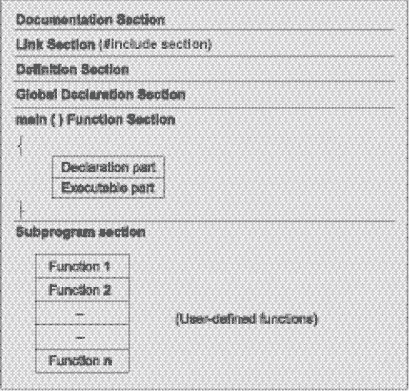 Documentation Section
Link Section (#include section)
Definition Section
Global Declaration Section
main ( ) Function Section
{
Declaration part
Executable part
}
Subprogram section
Function 1
Function 2
–
–
Function n
(User-defined functions)